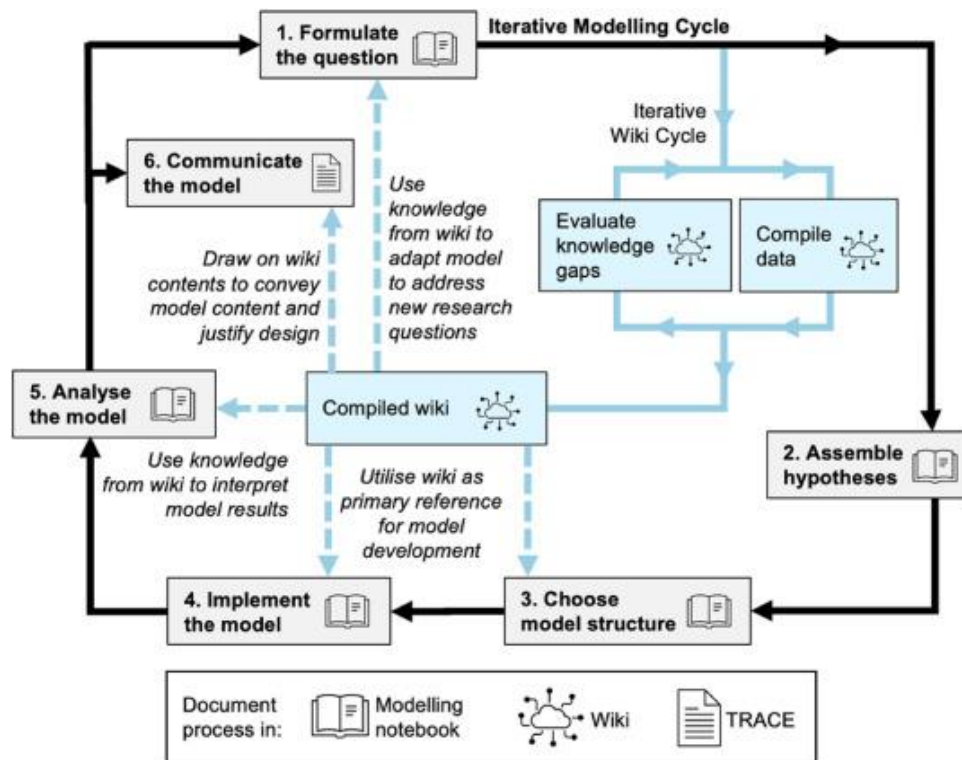 1. Formulate
the question
Iterative Modelling Cycle
Iterative
Wiki Cycle
6. Communicate
the model
Use
knowledge
from wiki to
adapt model
to address
new research
questions
Evaluate
knowledge
gaps
Compile
data
Draw on wiki
contents to convey
model content and
justify design
5. Analyse
the model
Compiled wiki
2. Assemble
hypotheses
Use knowledge
from wiki to interpret
model results
Utilise wiki as
primary reference
for model
development
4. Implement
the model
3. Choose
model structure
Document
process in:
Modelling
notebook
Wiki
TRACE